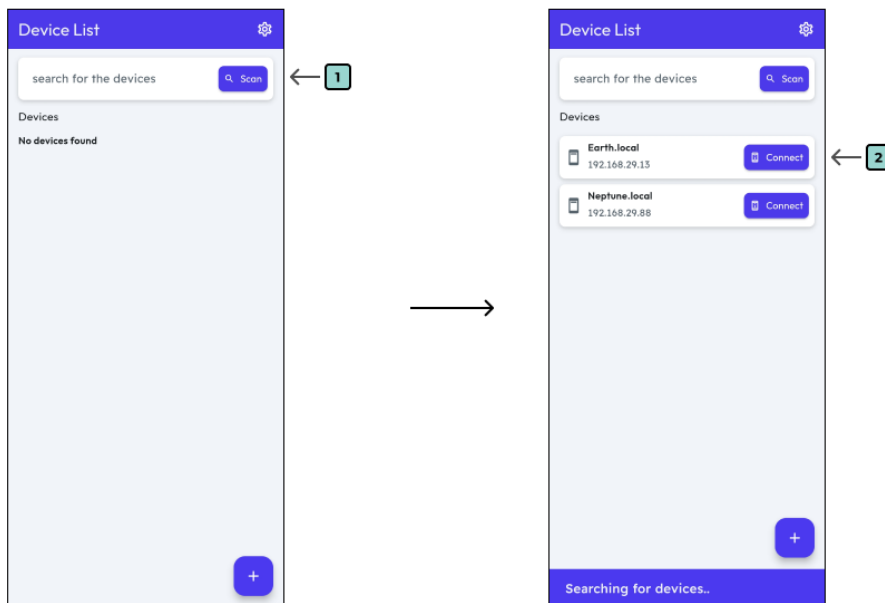 Device List
search for the devices
Scan
1
Devices
No devices found
+
Device List
search for the devices
Scan
Devices
Earth.local
192.168.29.13
Connect
2
Neptune.local
192.168.29.88
Connect
+
Searching for devices..